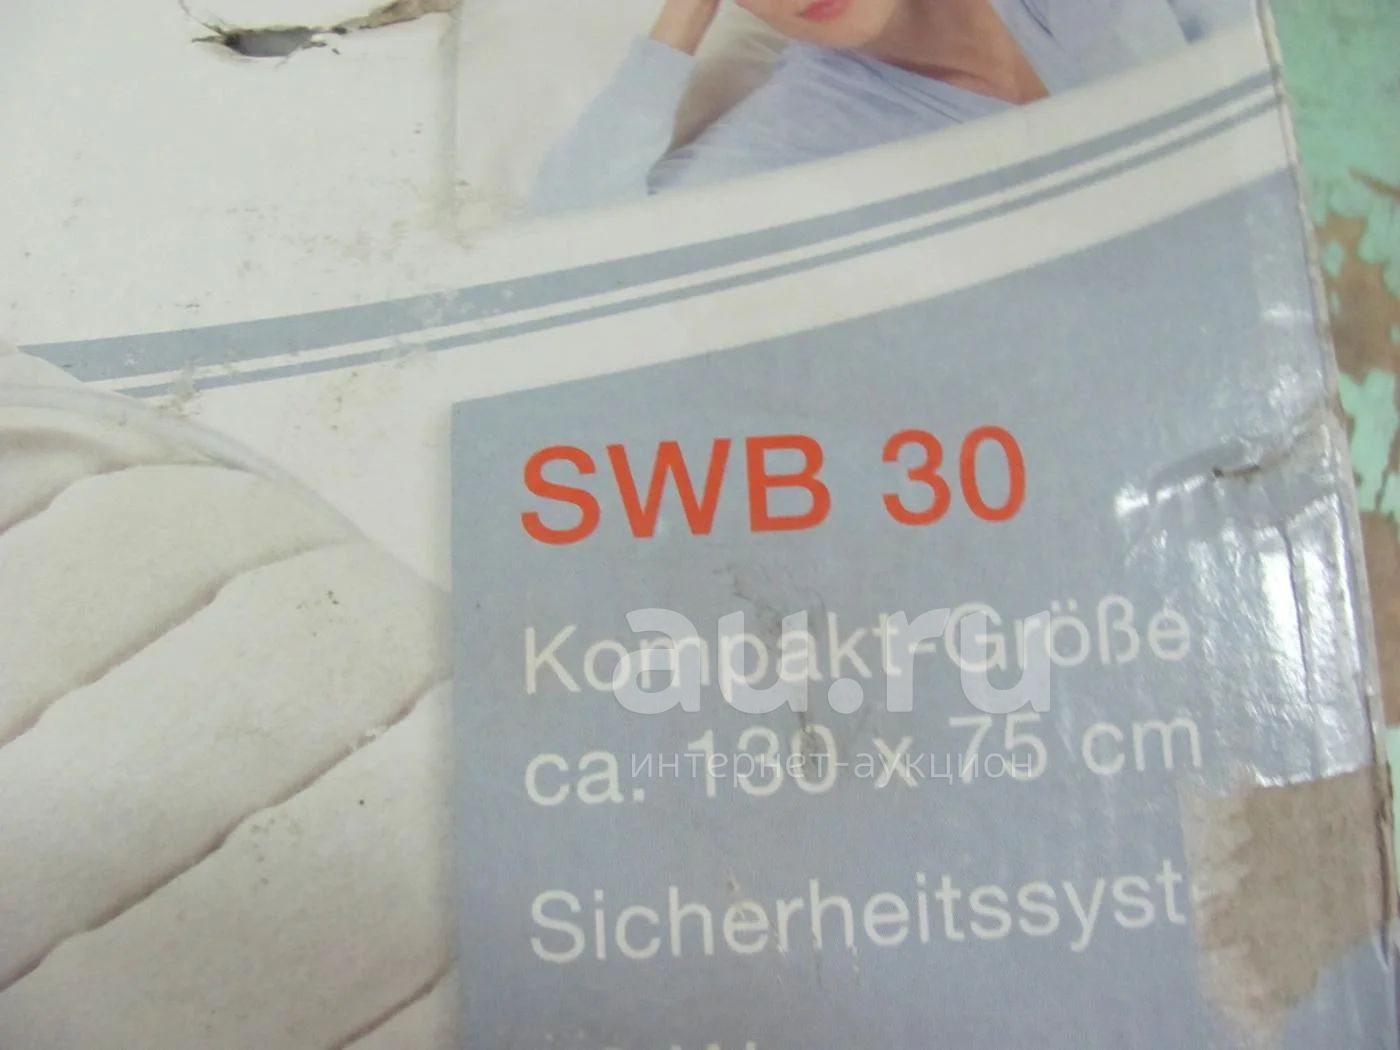 SWB 30
Kompakt-Größe
ca. 130 x 75 cm
Sicherheitssyst
au.ru
интернет-аукцион